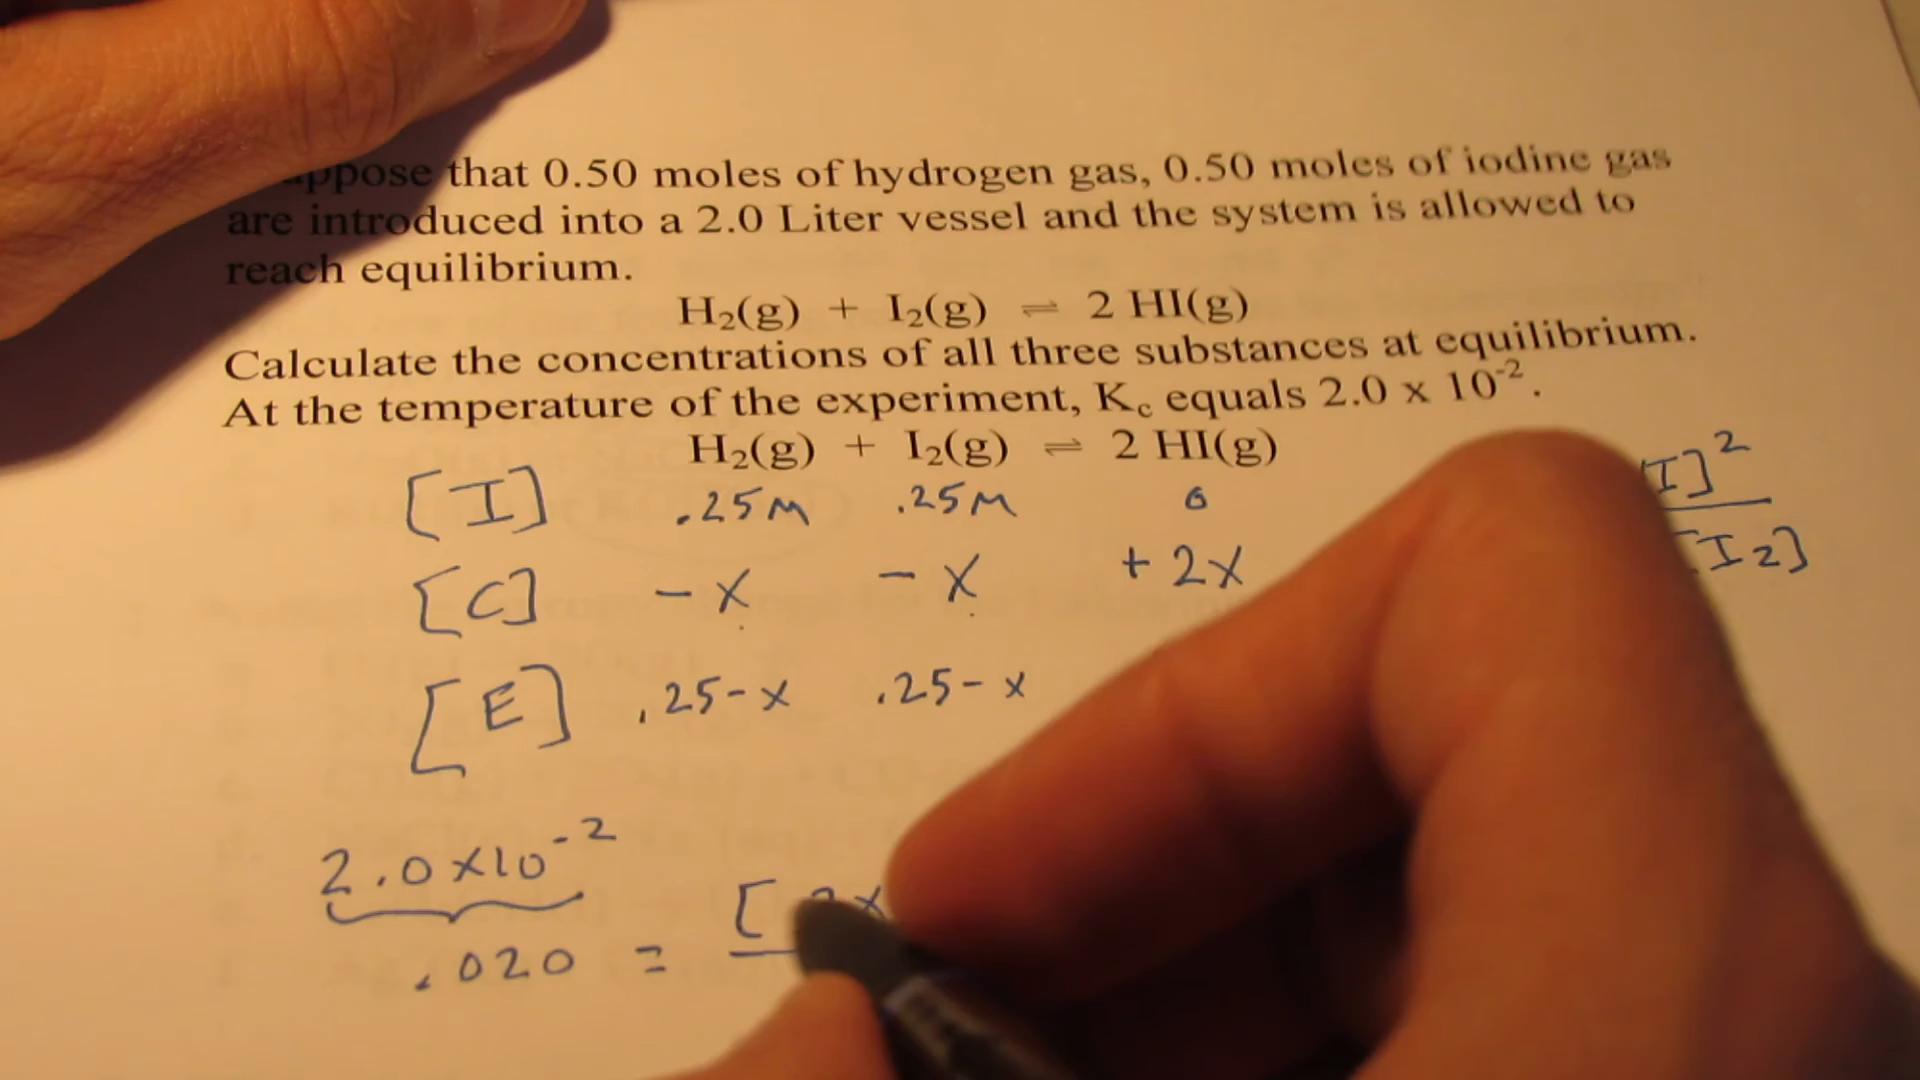 that 0.50 moles of hydrogen gas, 0.50 moles of iodine gas
are introduced into a 2.0 Liter vessel and the system is allowed to
reach equilibrium.
H₂(g) + I₂(g) ⇌ 2 HI(g)
Calculate the concentrations of all three substances at equilibrium.
At the temperature of the experiment, K꜀ equals 2.0 x 10⁻².
H₂(g) + I₂(g) ⇌ 2 HI(g)
[I] .25M .25M 0
I]²
[I2]
[C] -X -X +2X
[E] .25-X .25-X
2.0X10⁻²
.020 = [